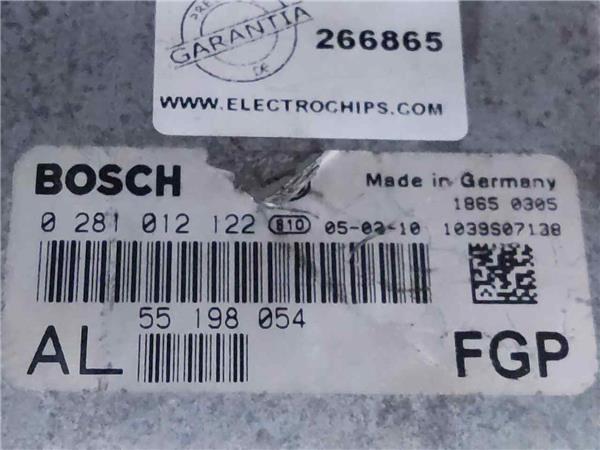 GARANTIA
DE
266865
WWW.ELECTROCHIPS.COM
BOSCH
Made in Germany
1865 0305
0 281 012 122 810 05-03-10 1039S07138
55 198 054
AL FGP